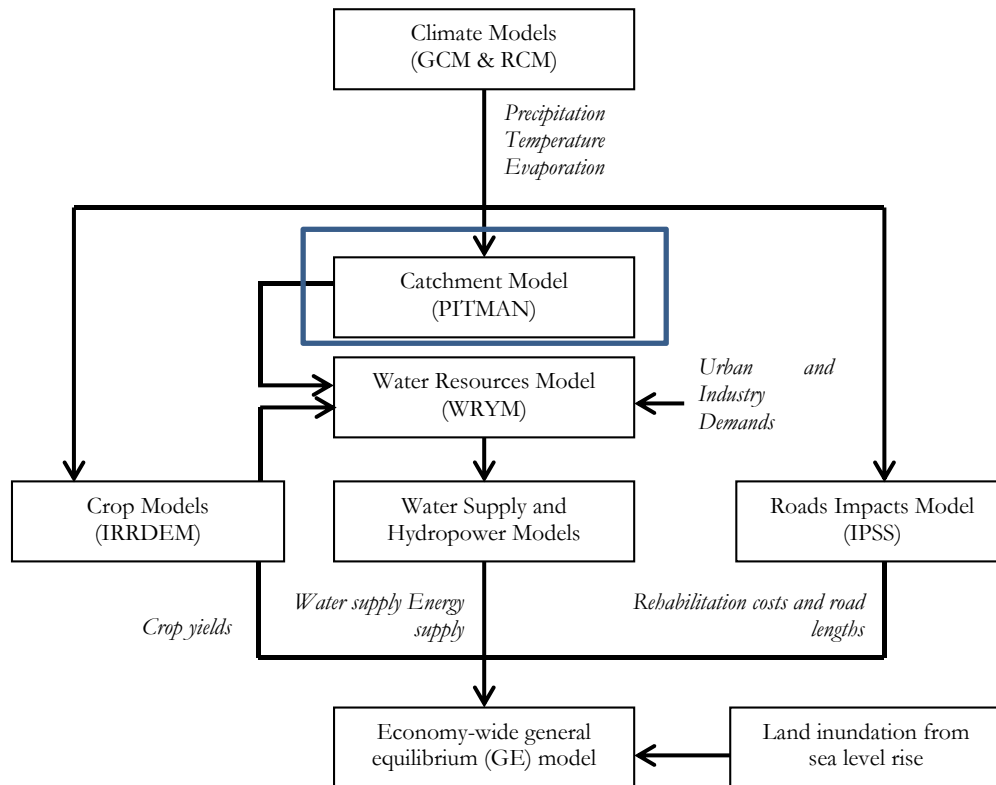 Climate Models
(GCM & RCM)
Precipitation
Temperature
Evaporation
Catchment Model
(PITMAN)
Water Resources Model
(WRYM)
Urban and
Industry
Demands
Crop Models
(IRRDEM)
Water Supply and
Hydropower Models
Roads Impacts Model
(IPSS)
Crop yields
Water supply Energy
supply
Rehabilitation costs and road
lengths
Economy-wide general
equilibrium (GE) model
Land inundation from
sea level rise